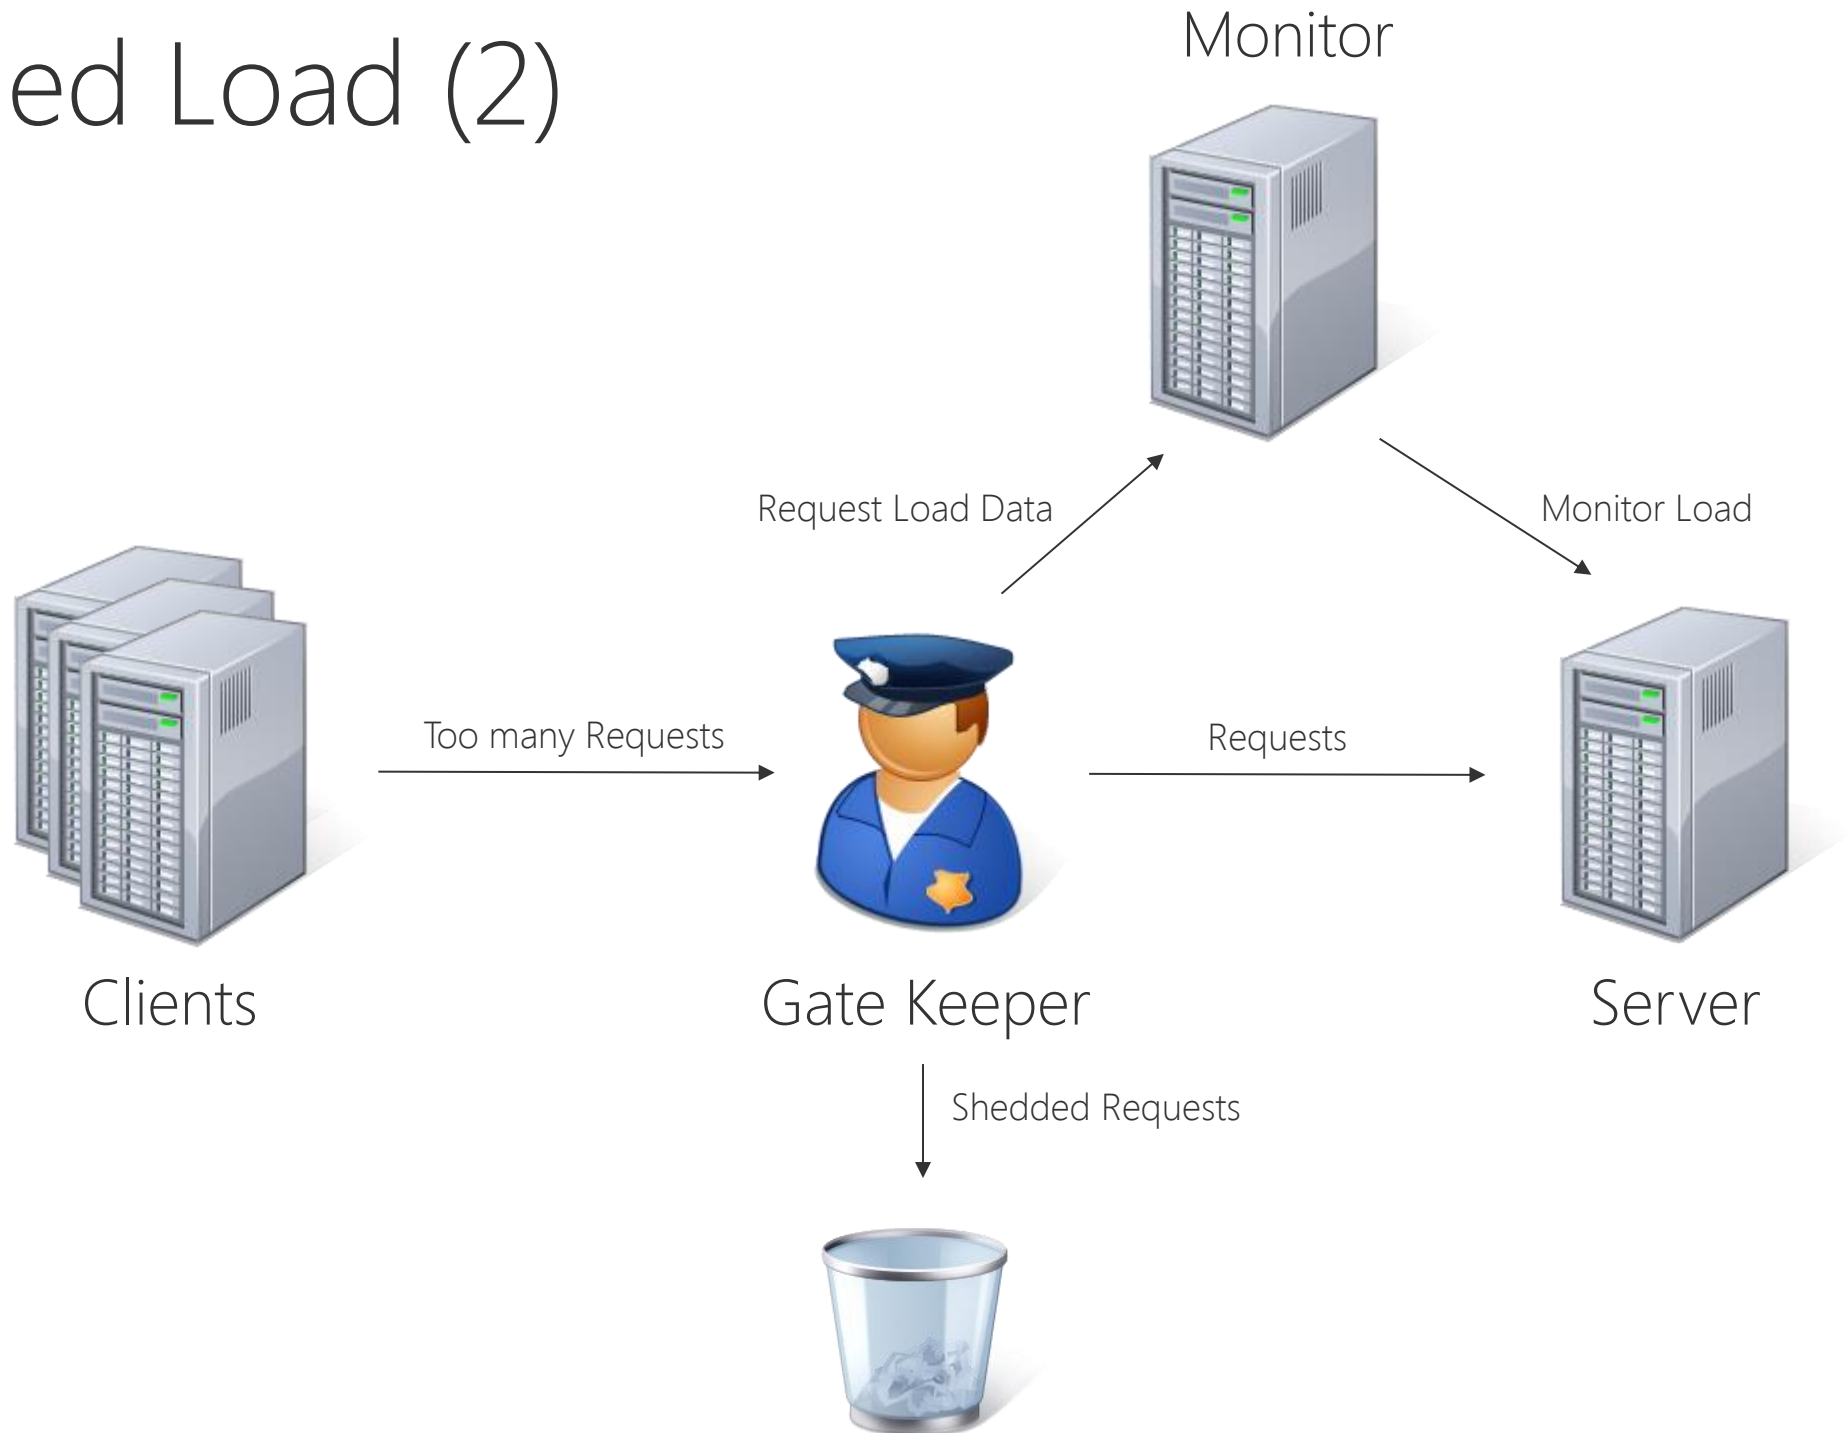 ed Load (2)
Monitor
Request Load Data
Monitor Load
Too many Requests
Requests
Clients
Gate Keeper
Server
Shedded Requests